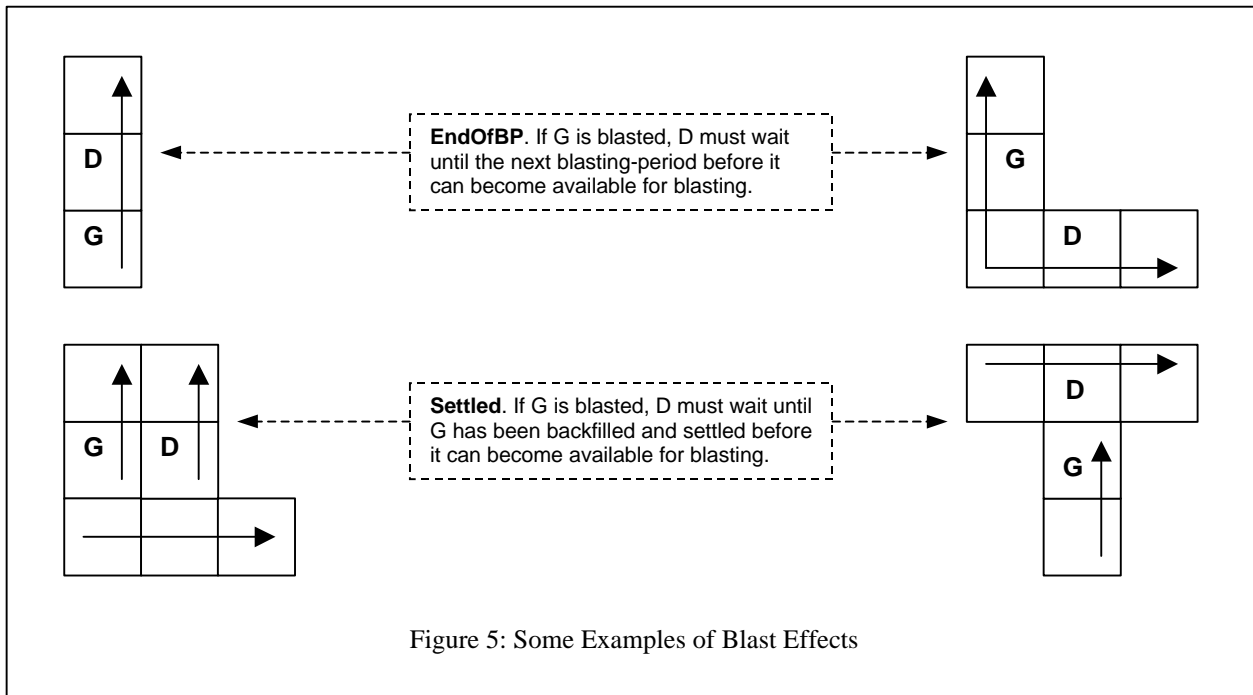 D
G
EndOfBP. If G is blasted, D must wait
until the next blasting-period before it
can become available for blasting.
G
D
G
D
Settled. If G is blasted, D must wait until
G has been backfilled and settled before
it can become available for blasting.
D
G
Figure 5: Some Examples of Blast Effects